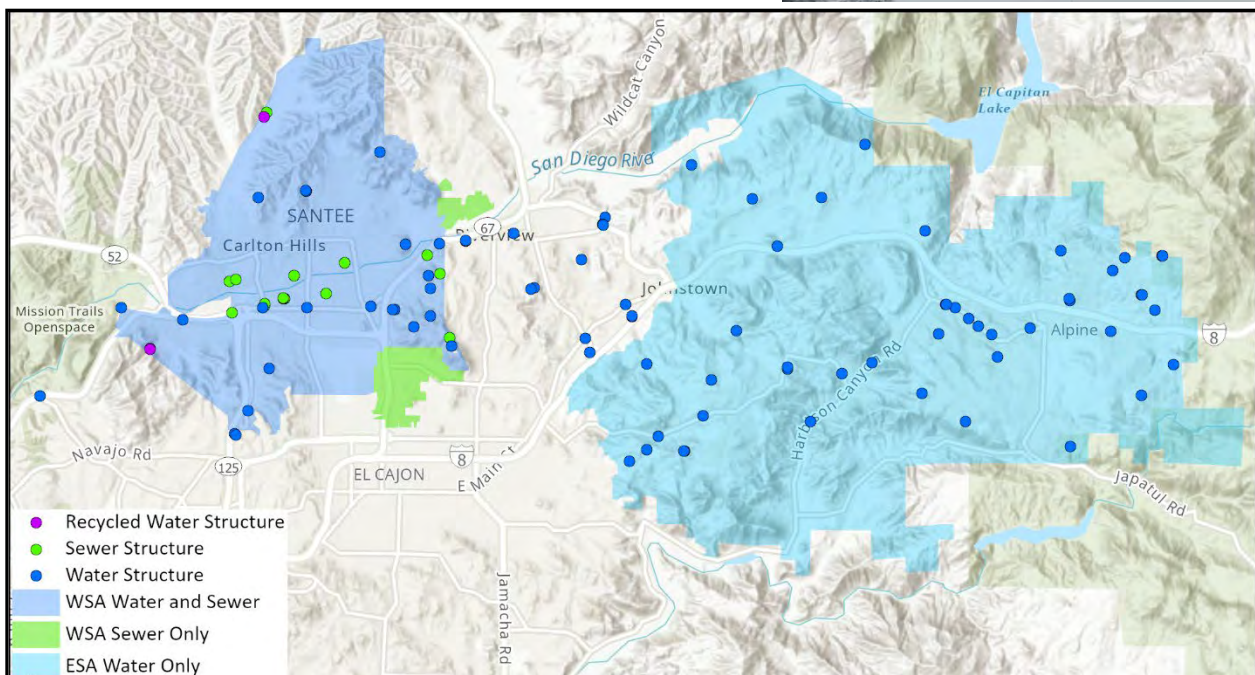 Wildcat Canyon
El Capitan
Lake
San Diego Rive
SANTEE
67
Riverview
Carlton Hills
52
Johnstown
Mission Trails
Openspace
Alpine
8
Harbison Canyon Rd
Navajo Rd
125
8
E Main St
EL CAJON
Japatul Rd
Jamacha Rd
Recycled Water Structure
Sewer Structure
Water Structure
WSA Water and Sewer
WSA Sewer Only
ESA Water Only